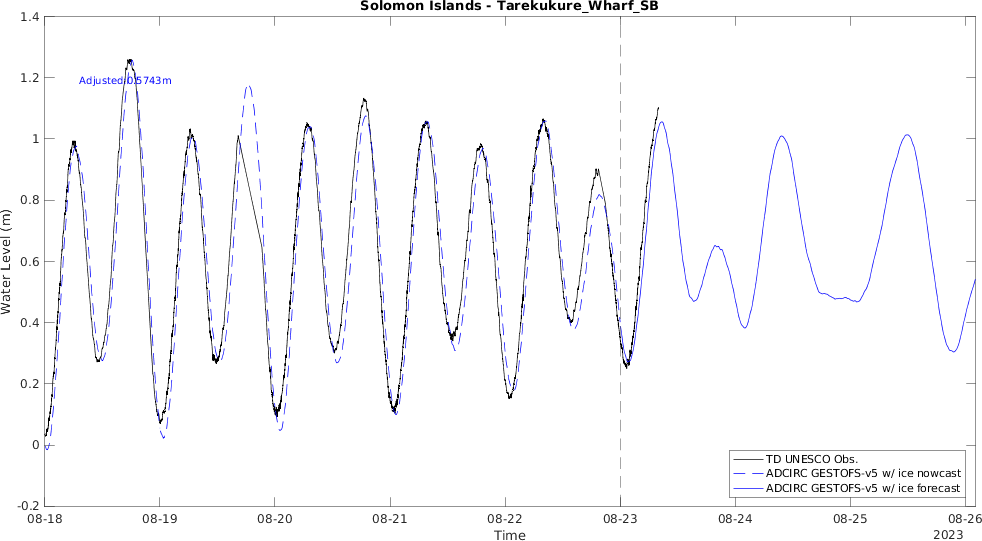 Solomon Islands - Tarekukure_Wharf_SB
1.4
1.2
1
0.8
0.6
0.4
0.2
0
-0.2
Water Level (m)
Adjusted 0.5743m
TD UNESCO Obs.
ADCIRC GESTOFS-v5 w/ ice nowcast
ADCIRC GESTOFS-v5 w/ ice forecast
08-18 08-19 08-20 08-21 08-22 08-23 08-24 08-25 08-26
Time
2023